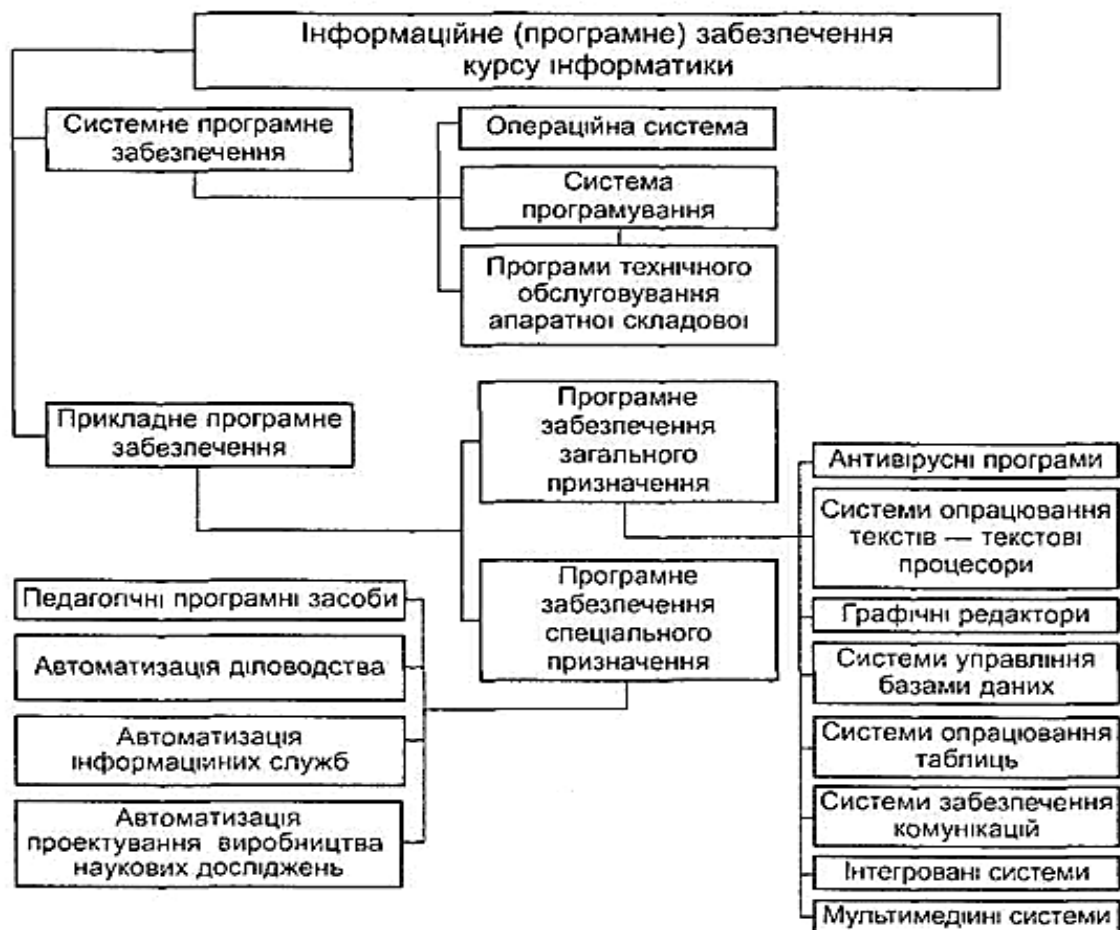 Інформаційне (програмне) забезпечення
курсу інформатики
Системне програмне
забезпечення
Операційна система
Система
програмування
Програми технічного
обслуговування
апаратної складової
Прикладне програмне
забезпечення
Програмне
забезпечення
загального
призначення
Програмне
забезпечення
спеціального
призначення
Антивірусні програми
Системи опрацювання
текстів — текстові
процесори
Графічні редактори
Системи управління
базами даних
Системи опрацювання
таблиць
Системи забезпечення
комунікацій
Інтегровані системи
Мультимедійні системи
Педагогічні програмні засоби
Автоматизація діловодства
Автоматизація
інформаційних служб
Автоматизація
проектування виробництва
наукових досліджень